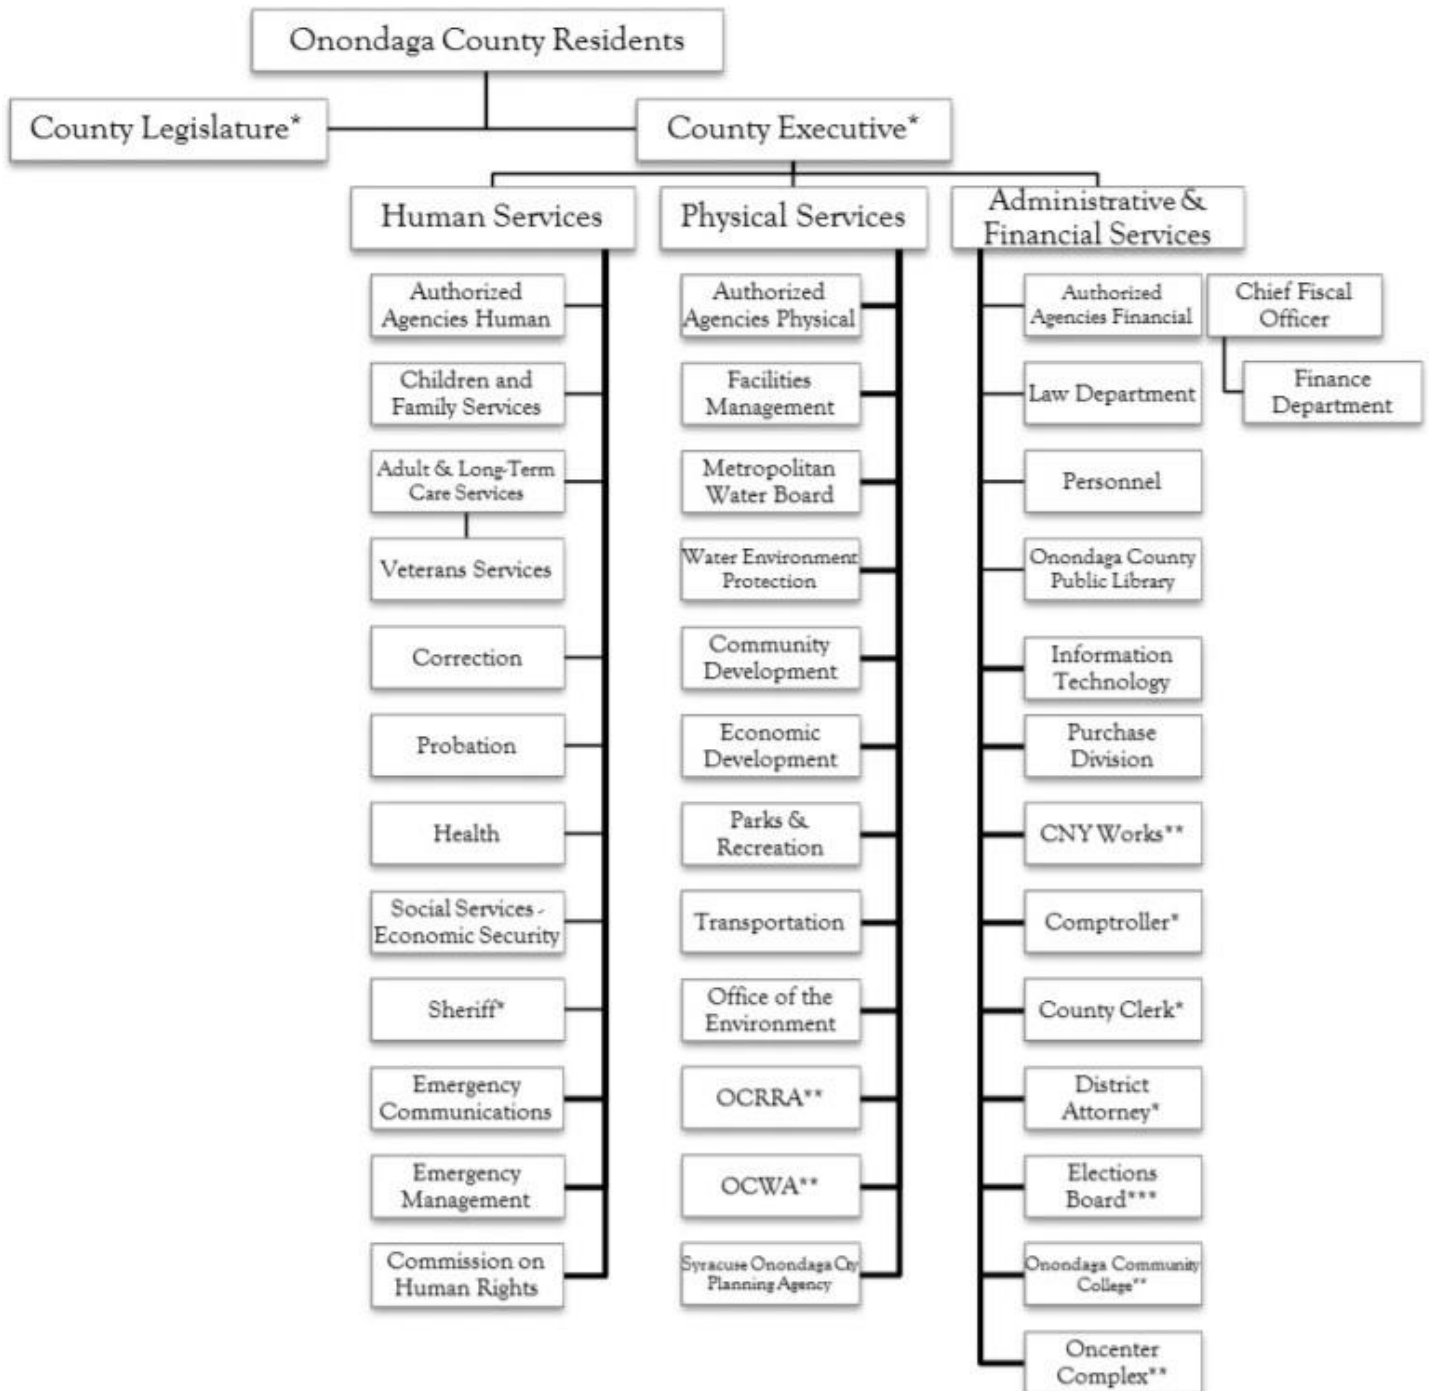 Onondaga County Residents
County Legislature*
County Executive*
Human Services
Authorized
Agencies Human
Children and
Family Services
Adult & Long-Term
Care Services
Veterans Services
Correction
Probation
Health
Social Services -
Economic Security
Sheriff*
Emergency
Communications
Emergency
Management
Commission on
Human Rights
Physical Services
Authorized
Agencies Physical
Facilities
Management
Metropolitan
Water Board
Water Environment
Protection
Community
Development
Economic
Development
Parks &
Recreation
Transportation
Office of the
Environment
OCRRA**
OCWA**
Syracuse Onondaga Cty
Planning Agency
Administrative &
Financial Services
Authorized
Agencies Financial
Chief Fiscal
Officer
Finance
Department
Law Department
Personnel
Onondaga County
Public Library
Information
Technology
Purchase
Division
CNY Works**
Comptroller*
County Clerk*
District
Attorney*
Elections
Board***
Onondaga Community
College**
Oncenter
Complex**